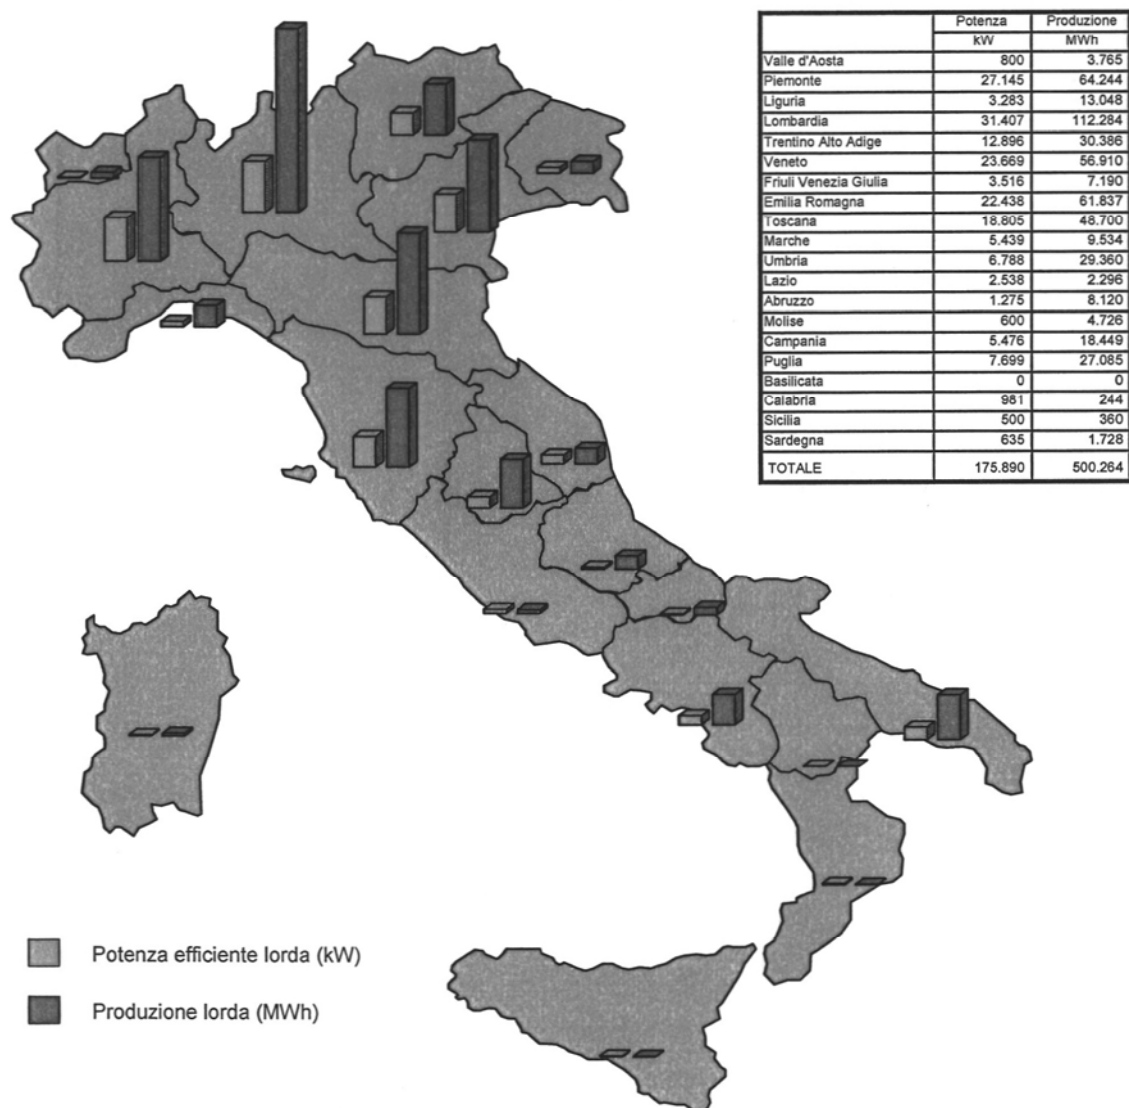 Potenza Produzione
kW MWh
Valle d'Aosta 800 3.765
Piemonte 27.145 64.244
Liguria 3.283 13.048
Lombardia 31.407 112.284
Trentino Alto Adige 12.896 30.386
Veneto 23.669 56.910
Friuli Venezia Giulia 3.516 7.190
Emilia Romagna 22.438 61.837
Toscana 18.805 48.700
Marche 5.439 9.534
Umbria 6.788 29.360
Lazio 2.538 2.296
Abruzzo 1.275 8.120
Molise 600 4.726
Campania 5.476 18.449
Puglia 7.699 27.085
Basilicata 0 0
Calabria 981 244
Sicilia 500 360
Sardegna 635 1.728
TOTALE 175.890 500.264
Potenza efficiente lorda (kW)
Produzione lorda (MWh)